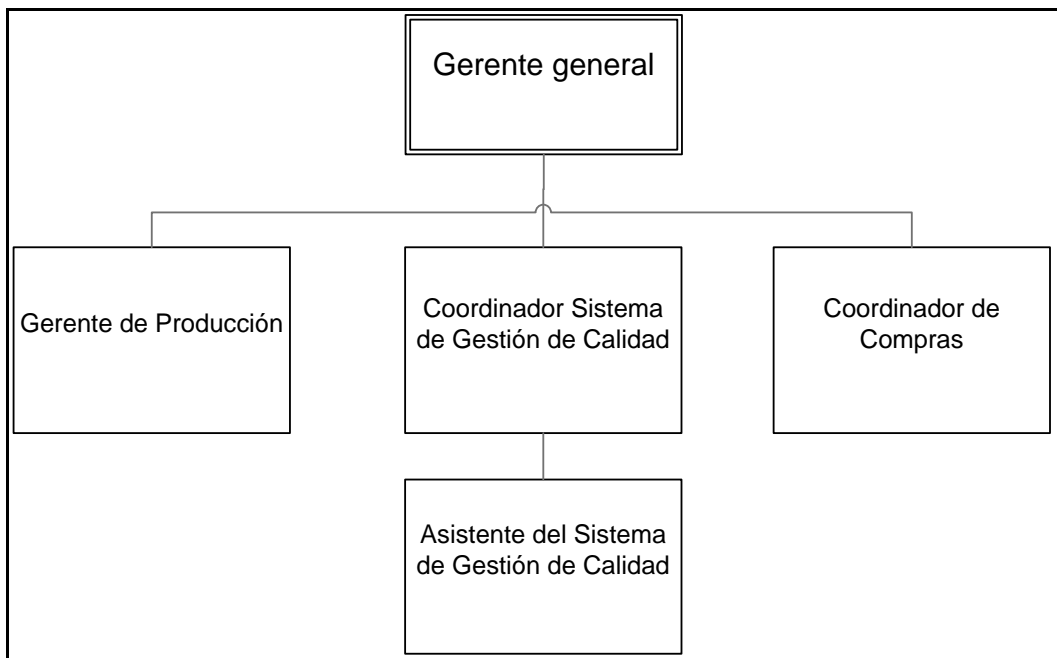 Gerente general
Gerente de Producción
Coordinador Sistema
de Gestión de Calidad
Coordinador de
Compras
Asistente del Sistema
de Gestión de Calidad